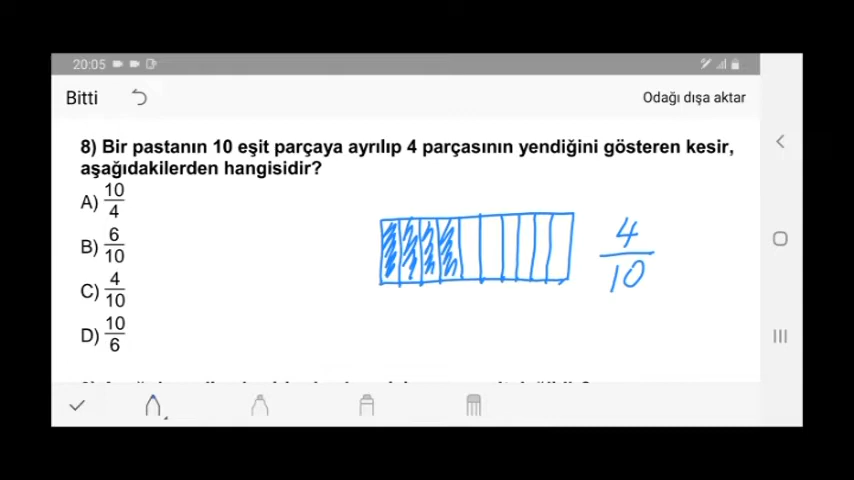 20:05
Bitti
Odağı dışa aktar
8) Bir pastanın 10 eşit parçaya ayrılıp 4 parçasının yendiğini gösteren kesir,
aşağıdakilerden hangisidir?
A) 10/4
B) 6/10
C) 4/10
D) 10/6
4/10